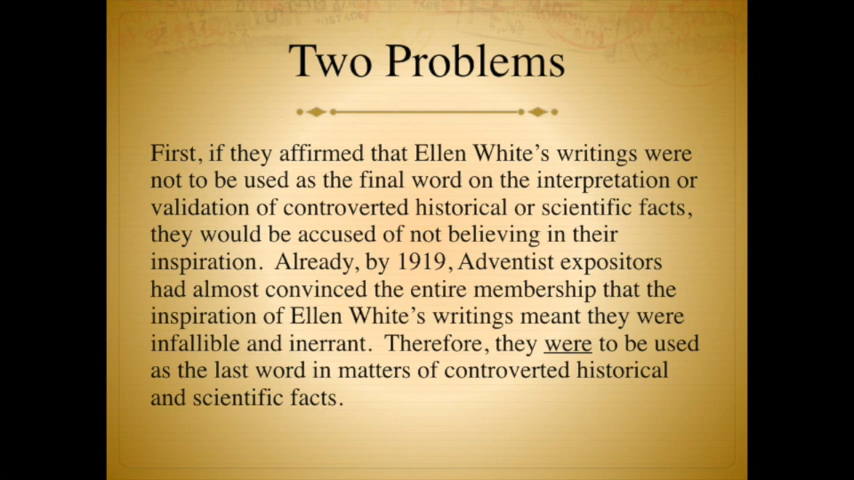 Two Problems
First, if they affirmed that Ellen White's writings were
not to be used as the final word on the interpretation or
validation of controverted historical or scientific facts,
they would be accused of not believing in their
inspiration.  Already, by 1919, Adventist expositors
had almost convinced the entire membership that the
inspiration of Ellen White's writings meant they were
infallible and inerrant.  Therefore, they were to be used
as the last word in matters of controverted historical
and scientific facts.